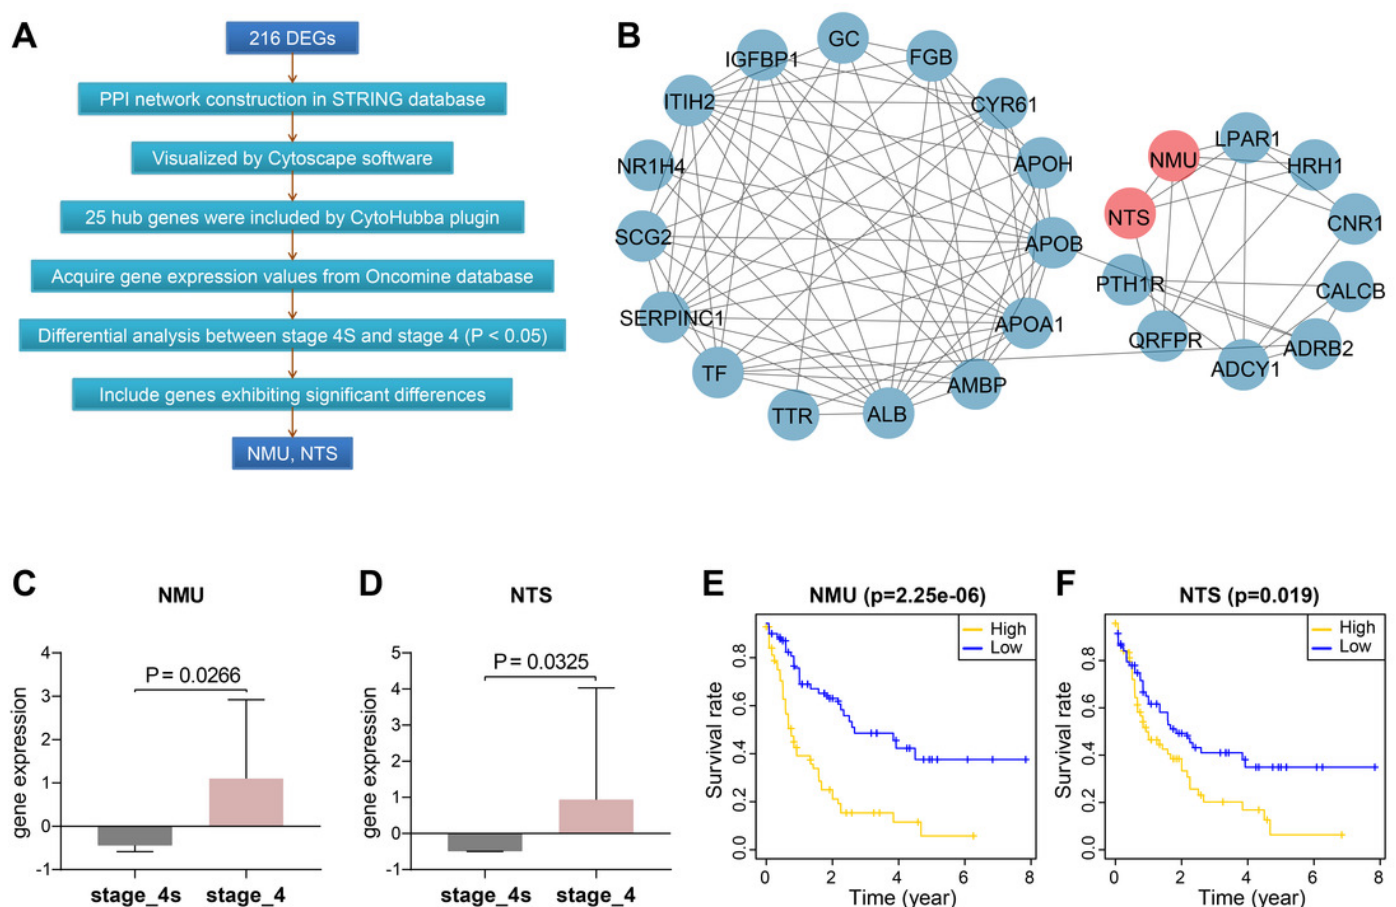 A
216 DEGs
PPI network construction in STRING database
Visualized by Cytoscape software
25 hub genes were included by CytoHubba plugin
Acquire gene expression values from Oncomine database
Differential analysis between stage 4S and stage 4 (P < 0.05)
Include genes exhibiting significant differences
NMU, NTS
B
GC
IGFBP1
FGB
ITIH2
CYR61
NR1H4
APOH
SCG2
APOB
SERPINC1
APOA1
TF
AMBP
TTR
ALB
LPAR1
NMU
HRH1
NTS
CNR1
PTH1R
CALCB
QRFPR
ADRB2
ADCY1
C
NMU
P = 0.0266
gene expression
4
3
2
1
0
-1
stage_4s
stage_4
D
NTS
P = 0.0325
gene expression
5
4
3
2
1
0
-1
stage_4s
stage_4
E
NMU (p=2.25e-06)
High
Low
Survival rate
0.8
0.6
0.4
0.2
0.0
0
2
4
6
8
Time (year)
F
NTS (p=0.019)
High
Low
Survival rate
0.8
0.6
0.4
0.2
0.0
0
2
4
6
8
Time (year)